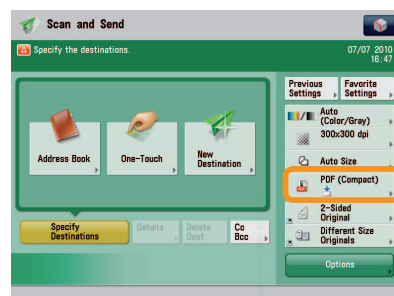 Scan and Send
Specify the destinations.
07/07 2010
16:47
Previous
Settings
Favorite
Settings
Auto
(Color/Gray)
300x300 dpi
Auto Size
PDF (Compact)
2-Sided
Original
Different Size
Originals
Options
Address Book
One-Touch
New
Destination
Specify
Destinations
Details
Delete
Dest.
Cc
Bcc